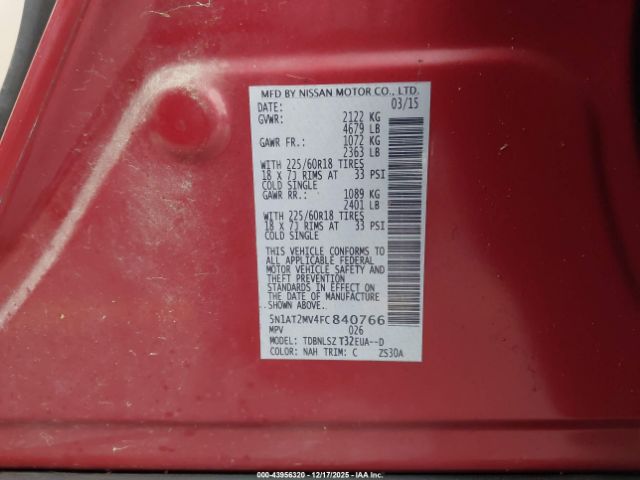 MFD BY NISSAN MOTOR CO., LTD.
DATE: 03/15
GVWR: 2122 KG
4679 LB
GAWR FR.: 1072 KG
2363 LB
WITH 225/60R18 TIRES
18 X 7J RIMS AT 33 PSI
COLD SINGLE
GAWR RR.: 1089 KG
2401 LB
WITH 225/60R18 TIRES
18 X 7J RIMS AT 33 PSI
COLD SINGLE
THIS VEHICLE CONFORMS TO
ALL APPLICABLE FEDERAL
MOTOR VEHICLE SAFETY AND
THEFT PREVENTION
STANDARDS IN EFFECT ON
THE DATE OF MANUFACTURE
SHOWN ABOVE.
5N1AT2MV4FC840766
MPV 026
MODEL: TDBNLSZ T32EUA--D
COLOR: NAH TRIM: C ZS30A
000-43956320 - 12/17/2025 - IAA Inc.